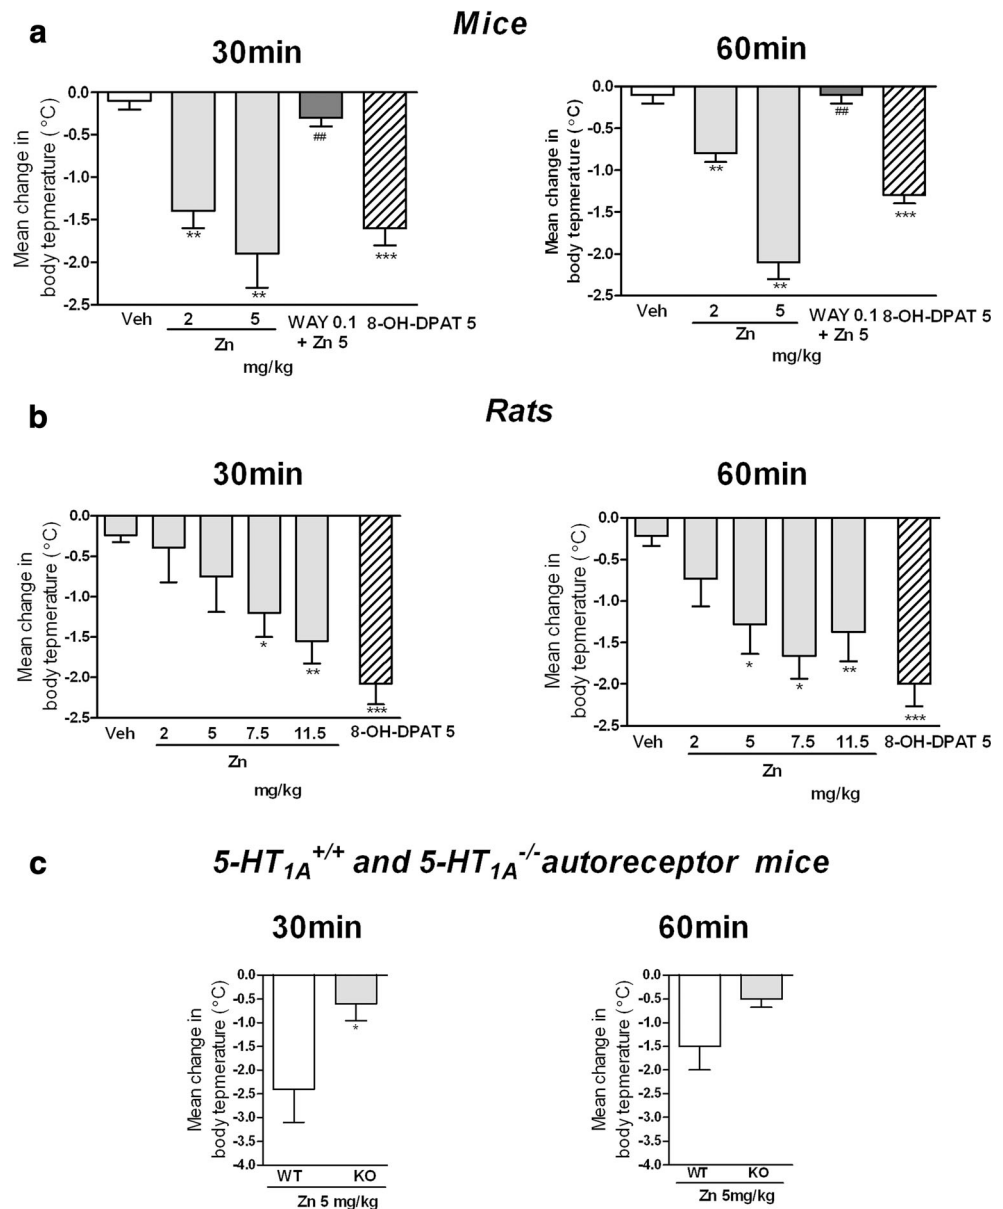 a
Mice
30min
60min
Mean change in
body tepmerature (°C)
0.0
-0.5
-1.0
-1.5
-2.0
-2.5
**
**
##
***
Veh
2
5
WAY 0.1
+ Zn 5
8-OH-DPAT 5
Zn
mg/kg
Mean change in
body tepmerature (°C)
0.0
-0.5
-1.0
-1.5
-2.0
-2.5
**
**
##
***
Veh
2
5
WAY 0.1
+ Zn 5
8-OH-DPAT 5
Zn
mg/kg
b
Rats
30min
60min
Mean change in
body tepmerature (°C)
0.0
-0.5
-1.0
-1.5
-2.0
-2.5
*
**
***
Veh
2
5
7.5
11.5
8-OH-DPAT 5
Zn
mg/kg
Mean change in
body tepmerature (°C)
0.0
-0.5
-1.0
-1.5
-2.0
-2.5
*
*
**
***
Veh
2
5
7.5
11.5
8-OH-DPAT 5
Zn
mg/kg
c
5-HT1A+/+ and 5-HT1A-/- autoreceptor mice
30min
60min
Mean change in
body tepmerature (°C)
0.0
-0.5
-1.0
-1.5
-2.0
-2.5
-3.0
-3.5
-4.0
*
WT
KO
Zn 5 mg/kg
Mean change in
body tepmerature (°C)
0.0
-0.5
-1.0
-1.5
-2.0
-2.5
-3.0
-3.5
-4.0
WT
KO
Zn 5mg/kg